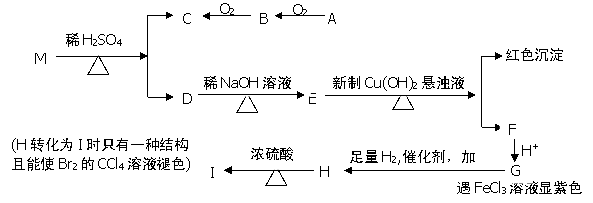 C O₂ B O₂ A
稀H₂SO₄
M △
红色沉淀
D 稀NaOH溶液 △ E 新制Cu(OH)₂悬浊液 △
F
H⁺
(H转化为I时只有一种结构
且能使Br₂的CCl₄溶液褪色)
I 浓硫酸 △ H 足量H₂,催化剂，加 G
遇FeCl₃溶液显紫色